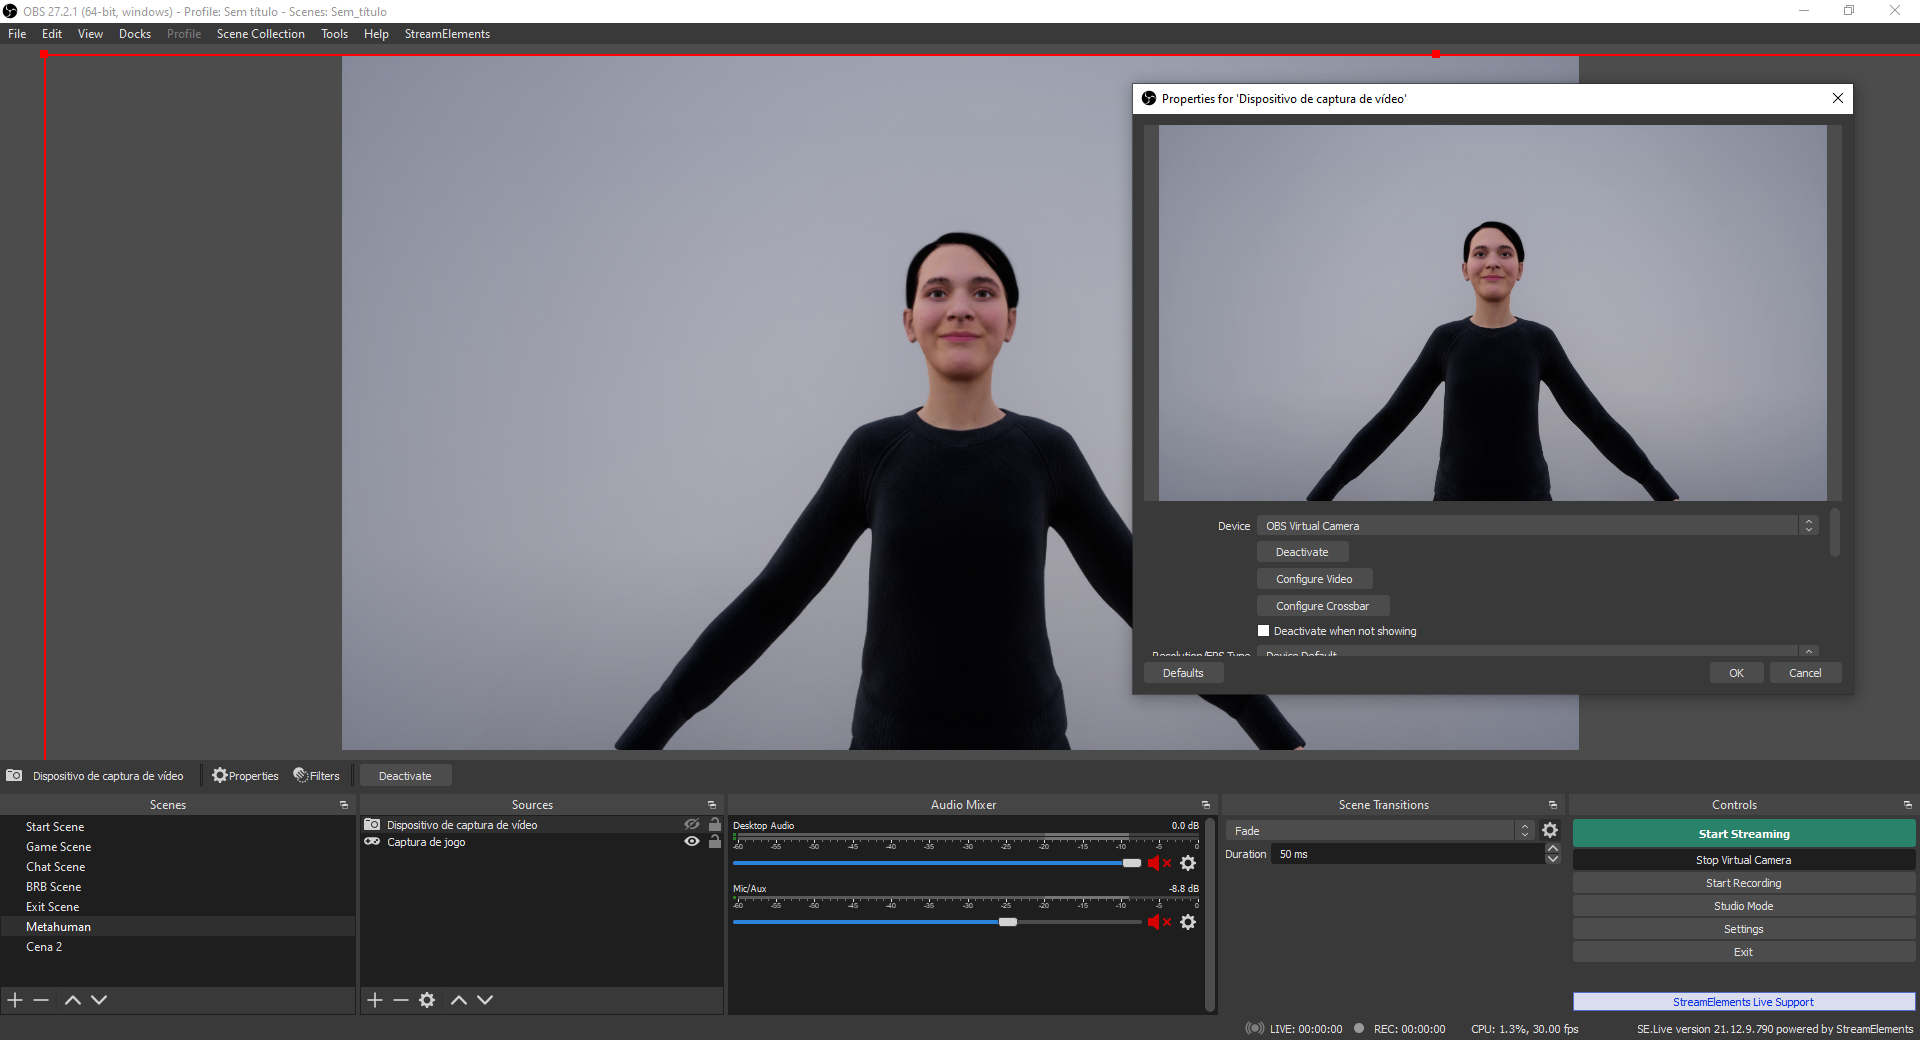 OBS 27.2.1 (64-bit, windows) - Profile: Sem título - Scenes: Sem_título
File Edit View Docks Profile Scene Collection Tools Help StreamElements
Properties for 'Dispositivo de captura de vídeo'
Device OBS Virtual Camera
Deactivate
Configure Video
Configure Crossbar
Deactivate when not showing
Resolution/FPS Type Device Default
Defaults OK Cancel
Dispositivo de captura de vídeo Properties Filters Deactivate
Scenes
Start Scene
Game Scene
Chat Scene
BRB Scene
Exit Scene
Metahuman
Cena 2
Sources
Dispositivo de captura de vídeo
Captura de jogo
Audio Mixer
Desktop Audio 0.0 dB
-60 -55 -50 -45 -40 -35 -30 -25 -20 -15 -10 -5 0
Mic/Aux -8.8 dB
-60 -55 -50 -45 -40 -35 -30 -25 -20 -15 -10 -5 0
Scene Transitions
Fade
Duration 50 ms
Controls
Start Streaming
Stop Virtual Camera
Start Recording
Studio Mode
Settings
Exit
StreamElements Live Support
LIVE: 00:00:00 REC: 00:00:00 CPU: 1.3%, 30.00 fps SE.Live version 21.12.9.790 powered by StreamElements